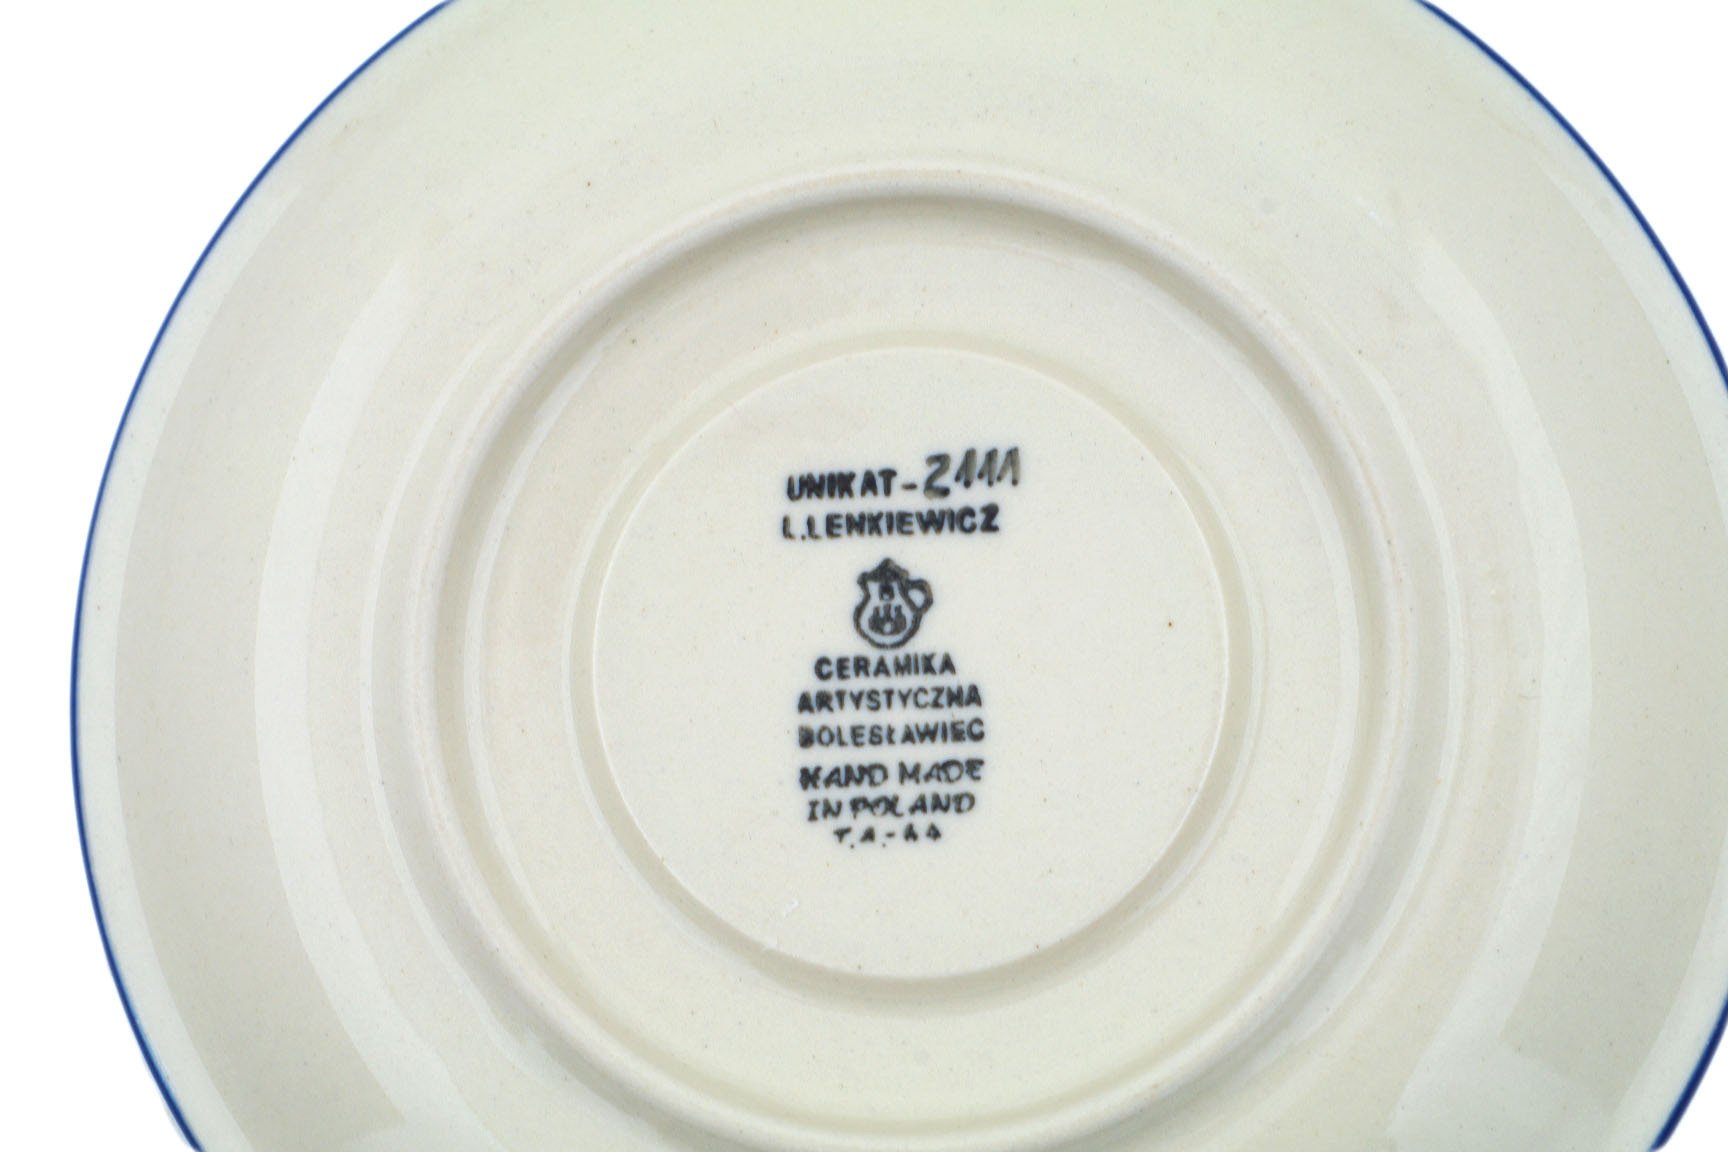 UNIKAT-2111
L.LENKIEWICZ
CERAMIKA
ARTYSTYCZNA
BOLESŁAWIEC
HAND MADE
IN POLAND